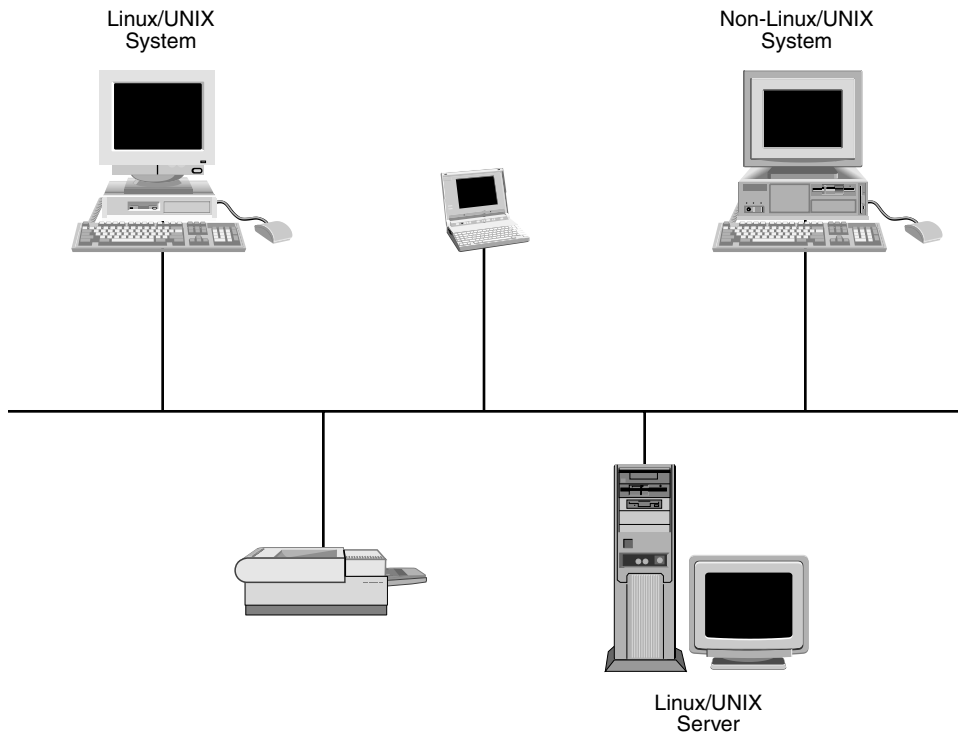 Linux/UNIX
System
Non-Linux/UNIX
System
Linux/UNIX
Server